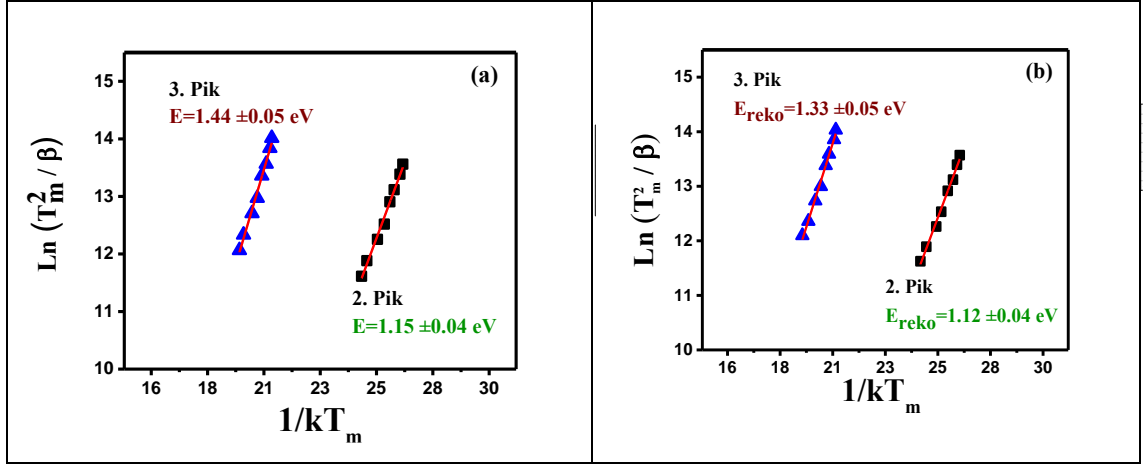 (a)
3. Pik
E=1.44 ±0.05 eV
2. Pik
E=1.15 ±0.04 eV
Ln (T²m / β)
15
14
13
12
11
10
16 18 21 23 25 28 30
1/kTm
(b)
3. Pik
Ereko=1.33 ±0.05 eV
2. Pik
Ereko=1.12 ±0.04 eV
Ln (T²m / β)
15
14
13
12
11
10
16 18 21 23 25 28 30
1/kTm